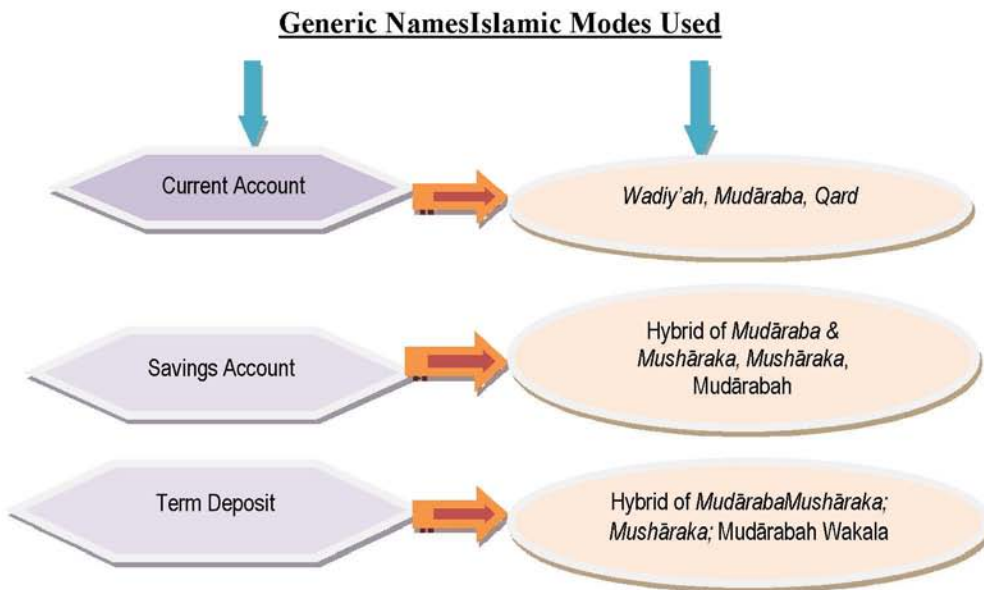 Generic NamesIslamic Modes Used
Current Account
Wadiy’ah, Mudāraba, Qard
Savings Account
Hybrid of Mudāraba &
Mushāraka, Mushāraka,
Mudārabah
Term Deposit
Hybrid of MudārabaMushāraka;
Mushāraka; Mudārabah Wakala